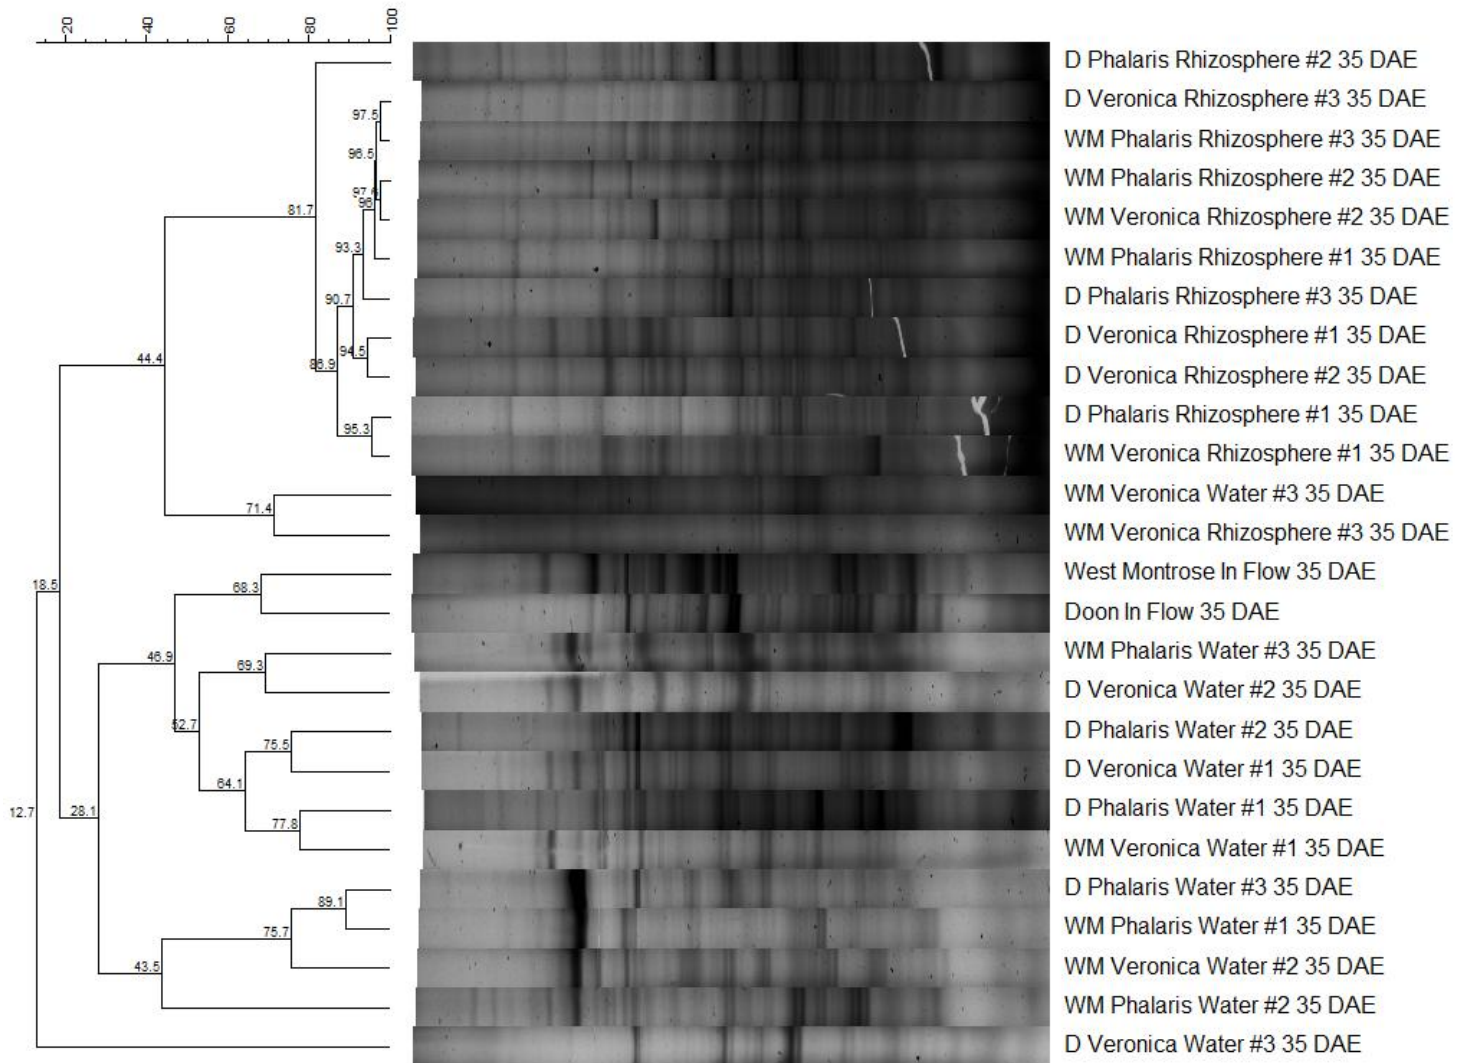 20 40 60 80 100
D Phalaris Rhizosphere #2 35 DAE
D Veronica Rhizosphere #3 35 DAE
97.5
WM Phalaris Rhizosphere #3 35 DAE
96.5
WM Phalaris Rhizosphere #2 35 DAE
96
81.7
WM Veronica Rhizosphere #2 35 DAE
93.3
WM Phalaris Rhizosphere #1 35 DAE
90.7
D Phalaris Rhizosphere #3 35 DAE
D Veronica Rhizosphere #1 35 DAE
94.5
44.4
86.9
D Veronica Rhizosphere #2 35 DAE
D Phalaris Rhizosphere #1 35 DAE
95.3
WM Veronica Rhizosphere #1 35 DAE
WM Veronica Water #3 35 DAE
71.4
WM Veronica Rhizosphere #3 35 DAE
West Montrose In Flow 35 DAE
18.5
68.3
Doon In Flow 35 DAE
WM Phalaris Water #3 35 DAE
46.9
69.3
D Veronica Water #2 35 DAE
52.7
D Phalaris Water #2 35 DAE
75.5
D Veronica Water #1 35 DAE
64.1
D Phalaris Water #1 35 DAE
12.7
28.1
77.8
WM Veronica Water #1 35 DAE
D Phalaris Water #3 35 DAE
89.1
WM Phalaris Water #1 35 DAE
75.7
WM Veronica Water #2 35 DAE
43.5
WM Phalaris Water #2 35 DAE
D Veronica Water #3 35 DAE